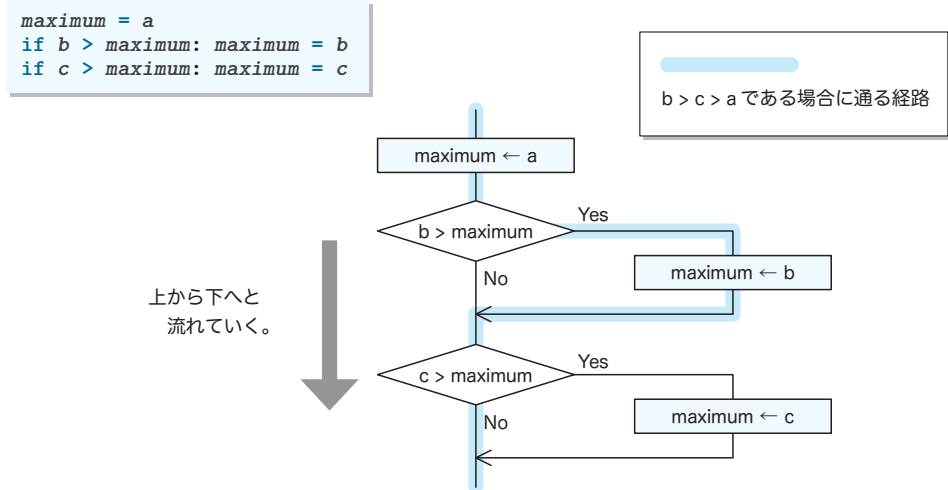 maximum = a
if b > maximum: maximum = b
if c > maximum: maximum = c
b > c > a である場合に通る経路
maximum ← a
b > maximum
Yes
maximum ← b
No
上から下へと
流れていく。
c > maximum
Yes
maximum ← c
No